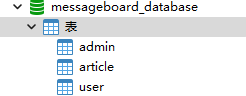 messageboard_database
表
admin
article
user